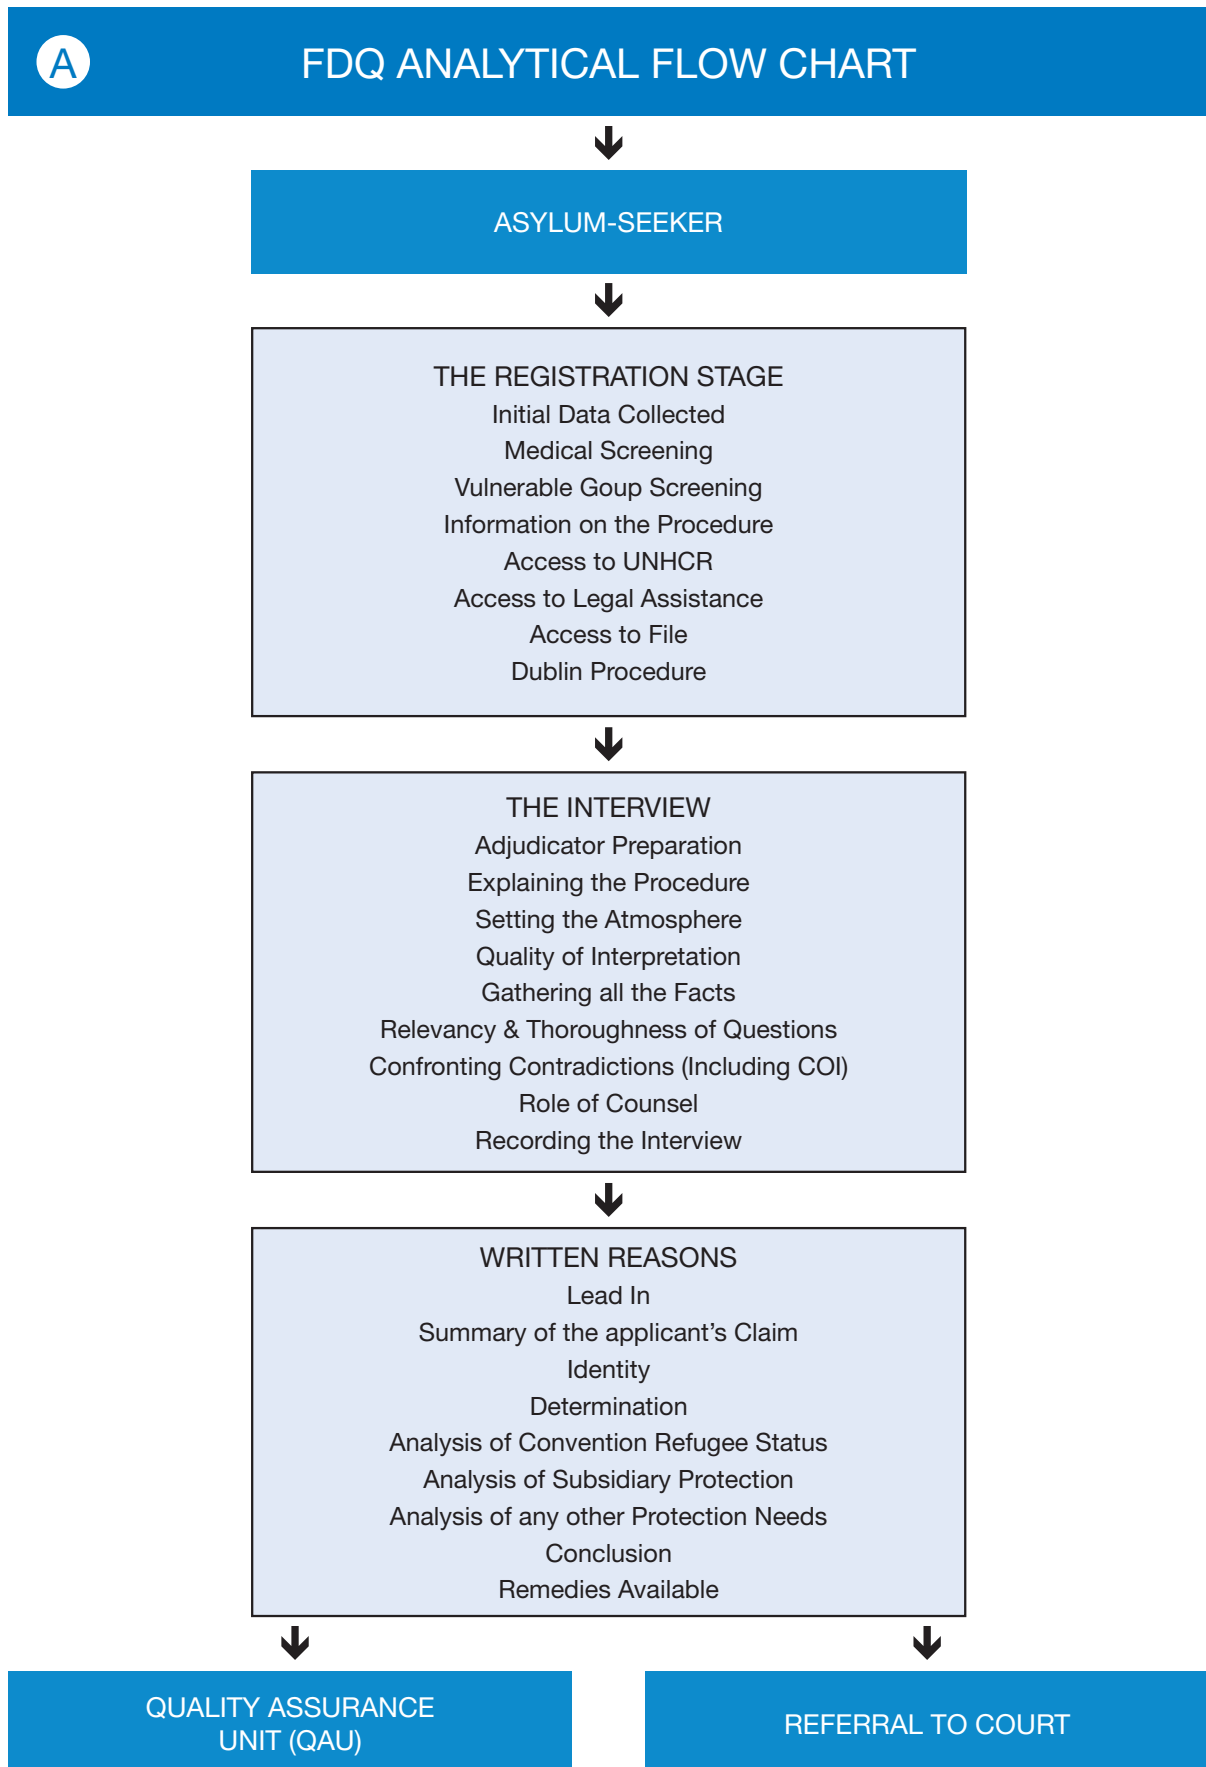 A
FDQ ANALYTICAL FLOW CHART
ASYLUM-SEEKER
THE REGISTRATION STAGE
Initial Data Collected
Medical Screening
Vulnerable Goup Screening
Information on the Procedure
Access to UNHCR
Access to Legal Assistance
Access to File
Dublin Procedure
THE INTERVIEW
Adjudicator Preparation
Explaining the Procedure
Setting the Atmosphere
Quality of Interpretation
Gathering all the Facts
Relevancy & Thoroughness of Questions
Confronting Contradictions (Including COI)
Role of Counsel
Recording the Interview
WRITTEN REASONS
Lead In
Summary of the applicant’s Claim
Identity
Determination
Analysis of Convention Refugee Status
Analysis of Subsidiary Protection
Analysis of any other Protection Needs
Conclusion
Remedies Available
QUALITY ASSURANCE
UNIT (QAU)
REFERRAL TO COURT